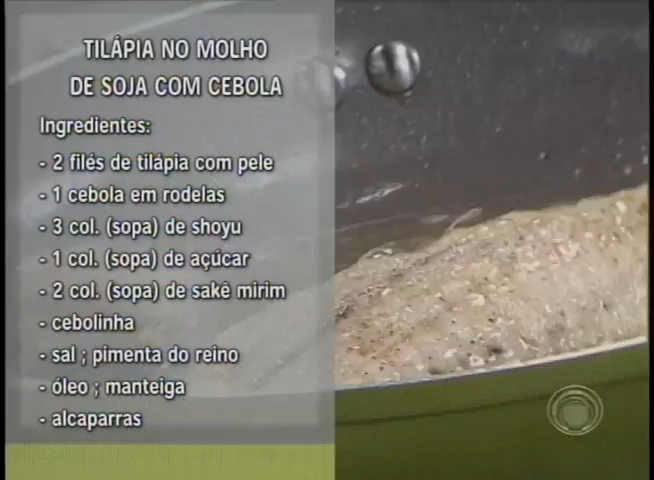 TILÁPIA NO MOLHO
DE SOJA COM CEBOLA
Ingredientes:
- 2 filés de tilápia com pele
- 1 cebola em rodelas
- 3 col. (sopa) de shoyu
- 1 col. (sopa) de açúcar
- 2 col. (sopa) de sakê mirim
- cebolinha
- sal ; pimenta do reino
- óleo ; manteiga
- alcaparras